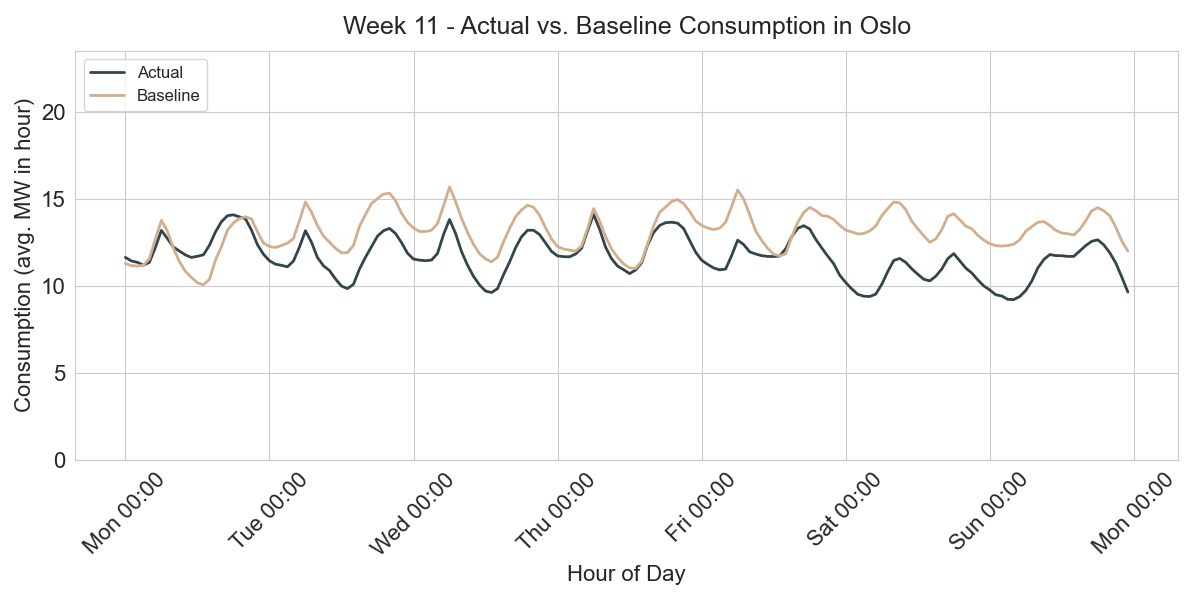 Week 11 - Actual vs. Baseline Consumption in Oslo
Actual
Baseline
Consumption (avg. MW in hour)
20
15
10
5
0
Mon 00:00
Tue 00:00
Wed 00:00
Thu 00:00
Fri 00:00
Sat 00:00
Sun 00:00
Mon 00:00
Hour of Day